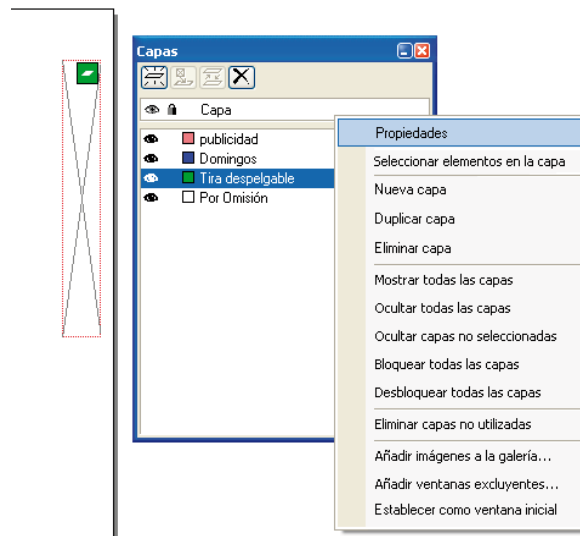 Capas
Capa
publicidad
Domingos
Tira despelgable
Por Omisión
Propiedades
Seleccionar elementos en la capa
Nueva capa
Duplicar capa
Eliminar capa
Mostrar todas las capas
Ocultar todas las capas
Ocultar capas no seleccionadas
Bloquear todas las capas
Desbloquear todas las capas
Eliminar capas no utilizadas
Añadir imágenes a la galería...
Añadir ventanas excluyentes...
Establecer como ventana inicial